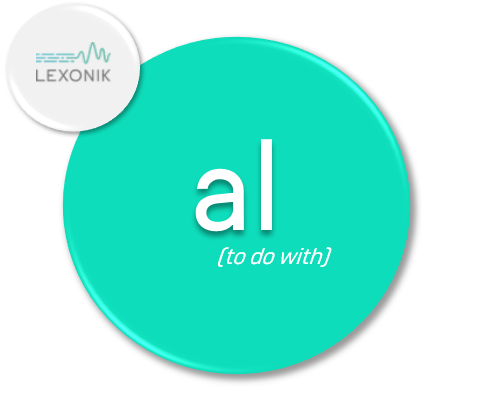 LEXONIK
al
(to do with)